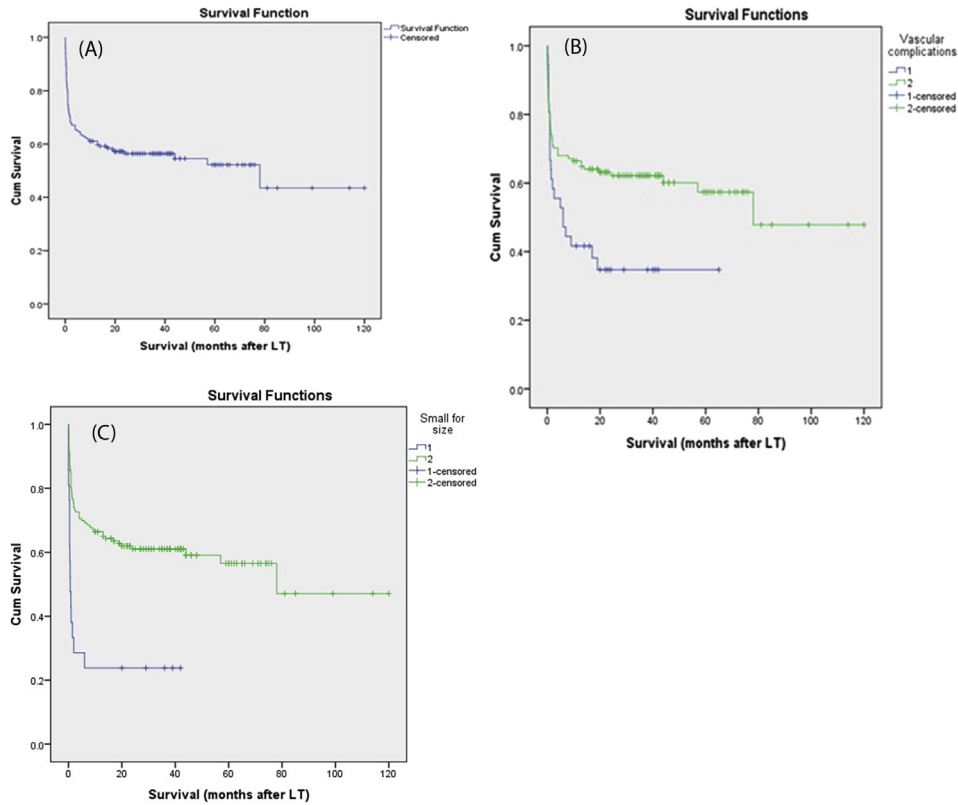 Survival Function
(A)
Survival Function
Censored
Cum Survival
1.0
0.8
0.6
0.4
0.2
0.0
0 20 40 60 80 100 120
Survival (months after LT)
Survival Functions
(B)
Vascular
complications
1
2
1-censored
2-censored
Cum Survival
1.0
0.8
0.6
0.4
0.2
0.0
0 20 40 60 80 100 120
Survival (months after LT)
Survival Functions
(C)
Small for
size
1
2
1-censored
2-censored
Cum Survival
1.0
0.8
0.6
0.4
0.2
0.0
0 20 40 60 80 100 120
Survival (months after LT)